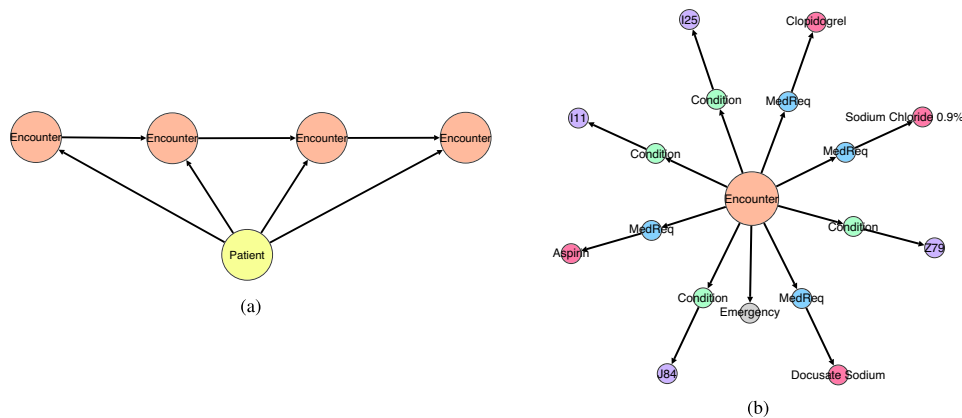 Encounter
Encounter
Encounter
Encounter
Patient
(a)
I25
Clopidogrel
Condition
MedReq
I11
Sodium Chloride 0.9%
Condition
MedReq
Encounter
MedReq
Condition
Aspirin
Z79
Condition
MedReq
Emergency
J84
Docusate Sodium
(b)